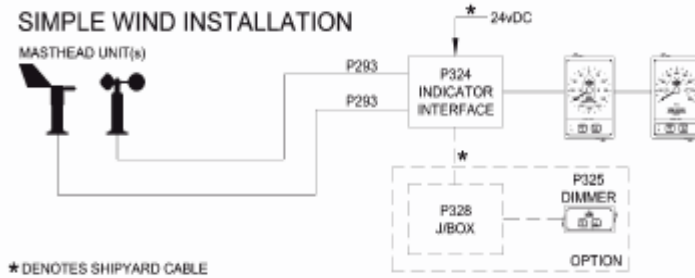 SIMPLE WIND INSTALLATION
MASTHEAD UNIT(s)
* 24vDC
P293
P293
P324
INDICATOR
INTERFACE
*
P328
J/BOX
P325
DIMMER
OPTION
* DENOTES SHIPYARD CABLE